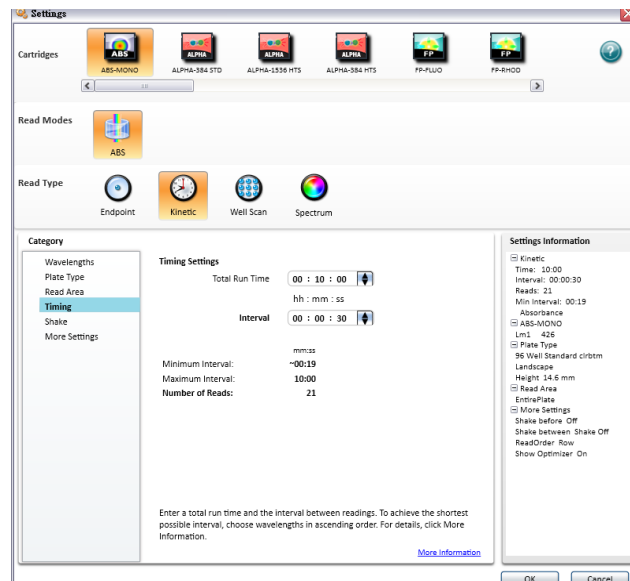 Settings
Cartridges
ABS
ALPHA
ALPHA
ALPHA
FP
FP
ABS-MONO
ALPHA-384 STD
ALPHA-1536 HTS
ALPHA-384 HTS
FP-FLUO
FP-RHOD
Read Modes
ABS
Read Type
Endpoint
Kinetic
Well Scan
Spectrum
Category
Wavelengths
Plate Type
Read Area
Timing
Shake
More Settings
Timing Settings
Total Run Time 00 : 10 : 00
hh : mm : ss
Interval 00 : 00 : 30
mm:ss
Minimum Interval: ~00:19
Maximum Interval: 10:00
Number of Reads: 21
Enter a total run time and the interval between readings. To achieve the shortest
possible interval, choose wavelengths in ascending order. For details, click More
Information.
More Information
Settings Information
Kinetic
Time: 10:00
Interval: 00:00:30
Reads: 21
Min Interval: 00:19
Absorbance
ABS-MONO
Lm1 426
Plate Type
96 Well Standard clrbtm
Landscape
Height 14.6 mm
Read Area
EntirePlate
More Settings
Shake before Off
Shake between Shake Off
ReadOrder Row
Show Optimizer On
OK
Cancel